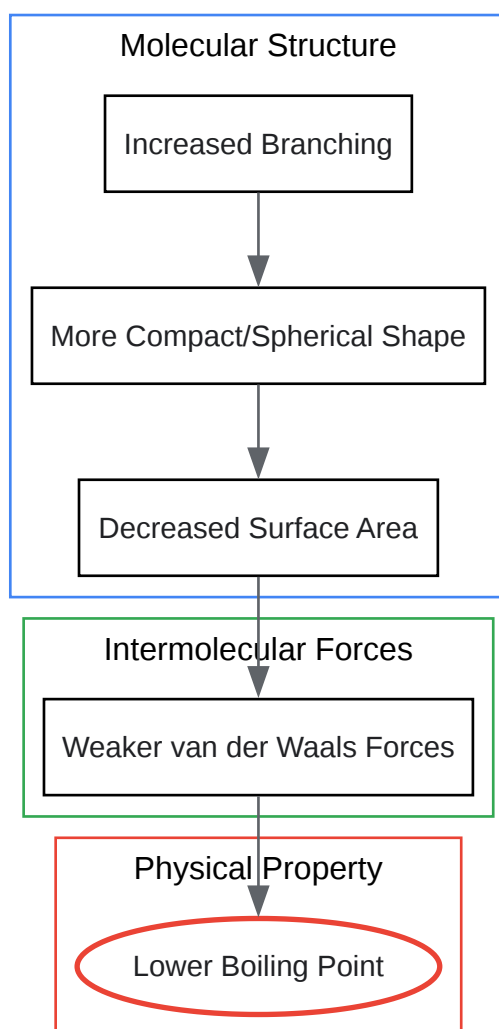 Molecular Structure
Increased Branching
More Compact/Spherical Shape
Decreased Surface Area
Intermolecular Forces
Weaker van der Waals Forces
Physical Property
Lower Boiling Point